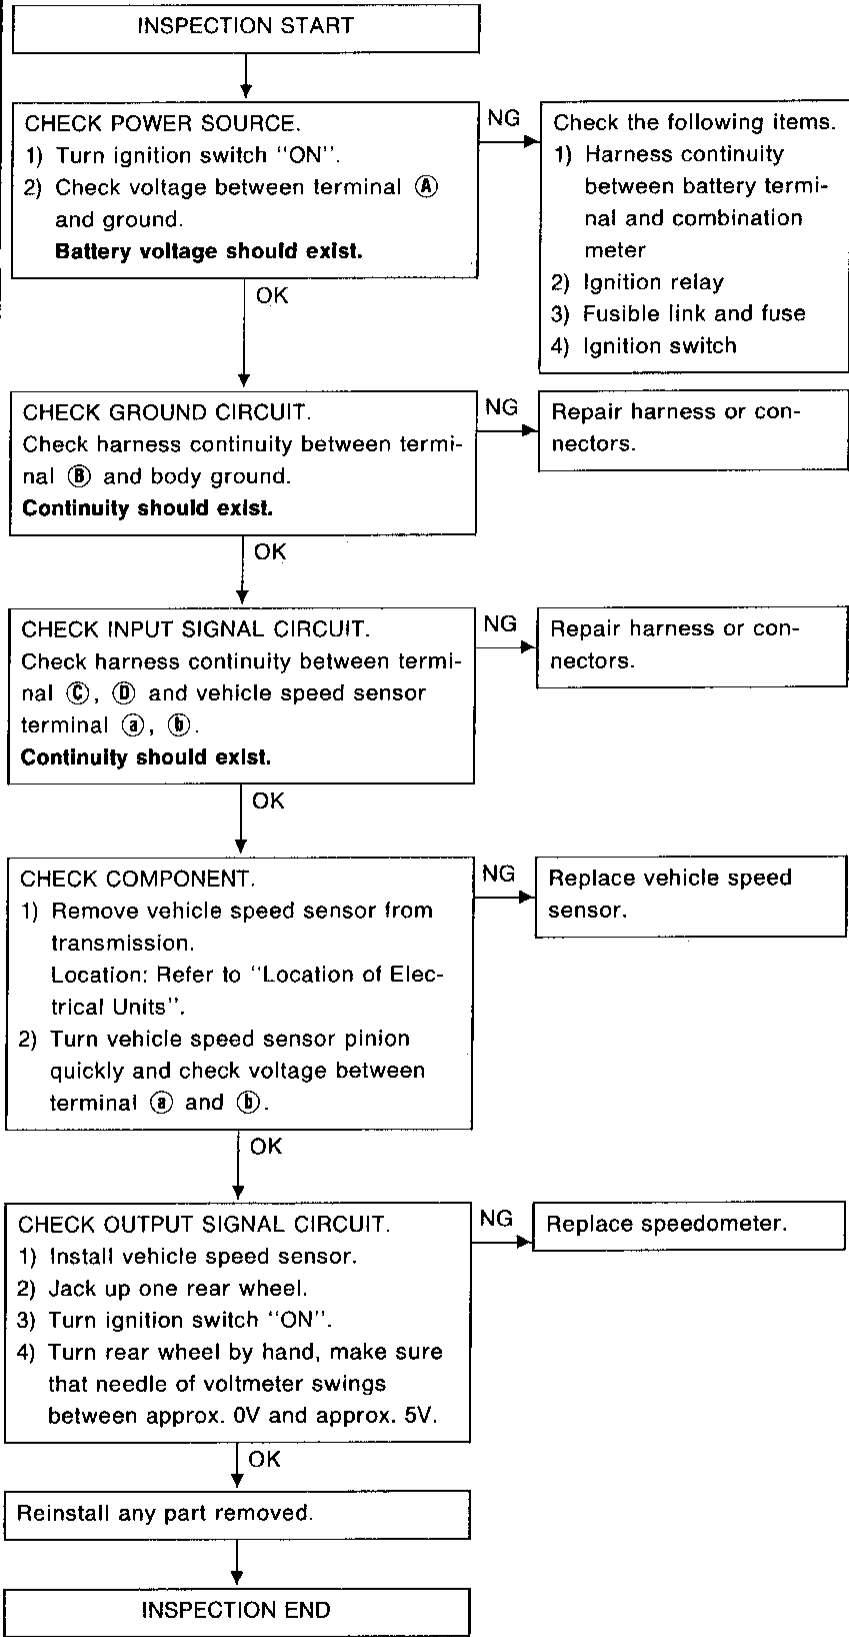 INSPECTION START
CHECK POWER SOURCE.
1) Turn ignition switch "ON".
2) Check voltage between terminal Ⓐ
and ground.
Battery voltage should exist.
NG
Check the following items.
1) Harness continuity
between battery termi-
nal and combination
meter
2) Ignition relay
3) Fusible link and fuse
4) Ignition switch
OK
CHECK GROUND CIRCUIT.
Check harness continuity between termi-
nal Ⓑ and body ground.
Continuity should exist.
NG
Repair harness or con-
nectors.
OK
CHECK INPUT SIGNAL CIRCUIT.
Check harness continuity between termi-
nal Ⓒ, Ⓓ and vehicle speed sensor
terminal ⓐ, ⓑ.
Continuity should exist.
NG
Repair harness or con-
nectors.
OK
CHECK COMPONENT.
1) Remove vehicle speed sensor from
transmission.
Location: Refer to "Location of Elec-
trical Units".
2) Turn vehicle speed sensor pinion
quickly and check voltage between
terminal ⓐ and ⓑ.
NG
Replace vehicle speed
sensor.
OK
CHECK OUTPUT SIGNAL CIRCUIT.
1) Install vehicle speed sensor.
2) Jack up one rear wheel.
3) Turn ignition switch "ON".
4) Turn rear wheel by hand, make sure
that needle of voltmeter swings
between approx. 0V and approx. 5V.
NG
Replace speedometer.
OK
Reinstall any part removed.
INSPECTION END